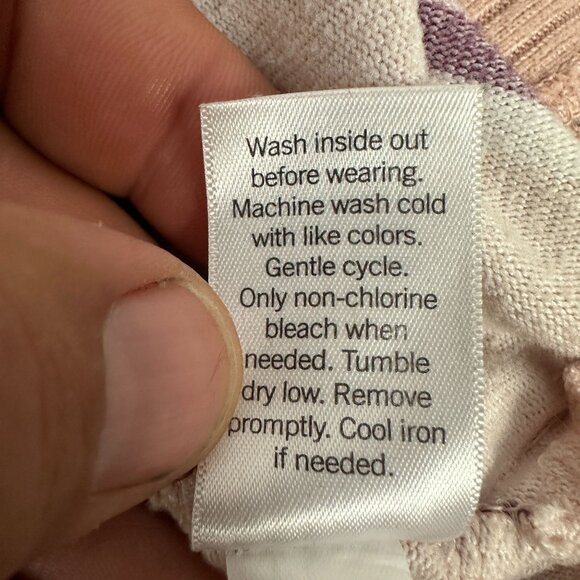 Wash inside out
before wearing.
Machine wash cold
with like colors.
Gentle cycle.
Only non-chlorine
bleach when
needed. Tumble
dry low. Remove
promptly. Cool iron
if needed.